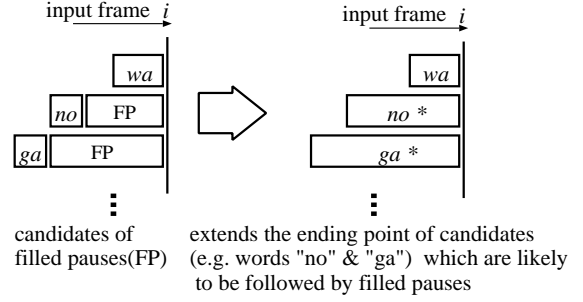 input frame i
input frame i
wa
wa
no FP
no *
ga FP
ga *
candidates of
filled pauses(FP)
extends the ending point of candidates
(e.g. words "no" & "ga") which are likely
to be followed by filled pauses